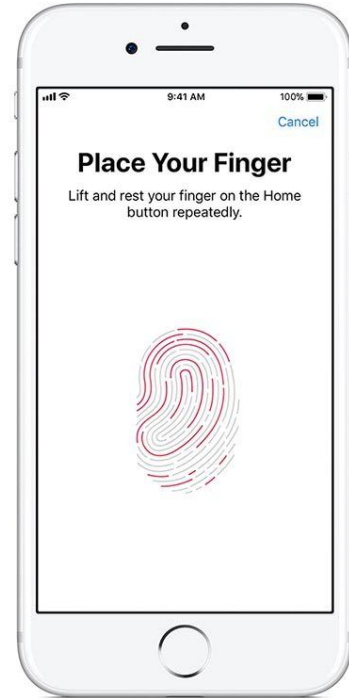 9:41 AM
100%
Cancel
Place Your Finger
Lift and rest your finger on the Home
button repeatedly.